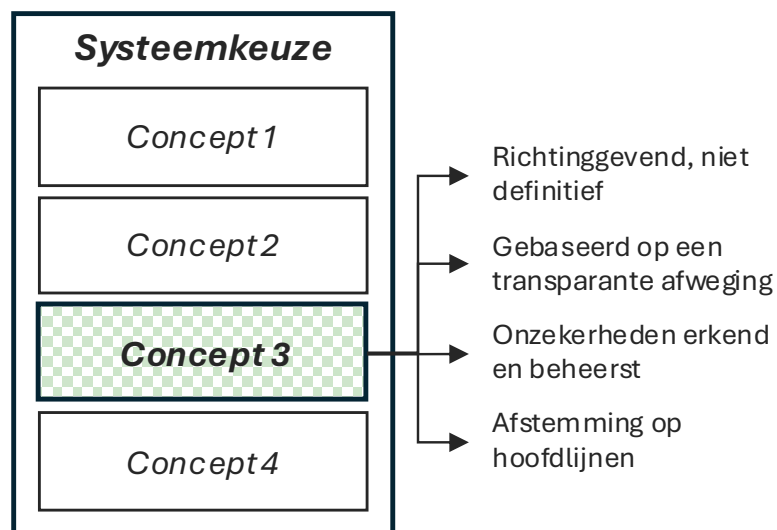 Systeemkeuze
Concept 1
Concept 2
Concept 3
Concept 4
Richtinggevend, niet
definitief
Gebaseerd op een
transparante afweging
Onzekerheden erkend
en beheerst
Afstemming op
hoofdlijnen